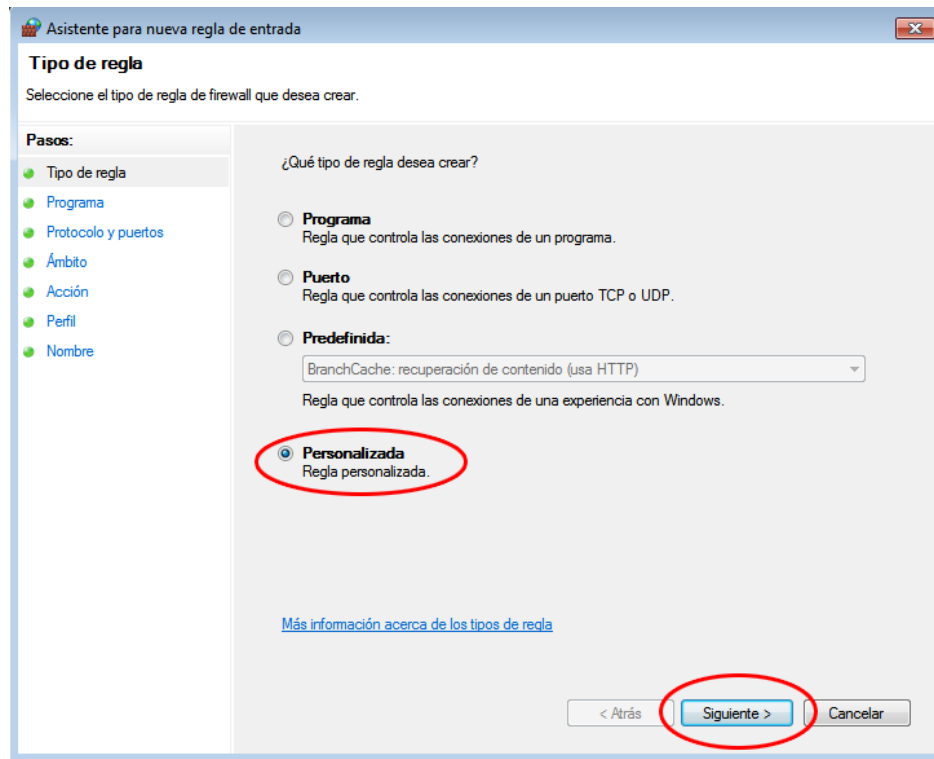 Asistente para nueva regla de entrada
Tipo de regla
Seleccione el tipo de regla de firewall que desea crear.
Pasos:
Tipo de regla
Programa
Protocolo y puertos
Ámbito
Acción
Perfil
Nombre
¿Qué tipo de regla desea crear?
Programa
Regla que controla las conexiones de un programa.
Puerto
Regla que controla las conexiones de un puerto TCP o UDP.
Predefinida:
BranchCache: recuperación de contenido (usa HTTP)
Regla que controla las conexiones de una experiencia con Windows.
Personalizada
Regla personalizada.
Más información acerca de los tipos de regla
< Atrás
Siguiente >
Cancelar